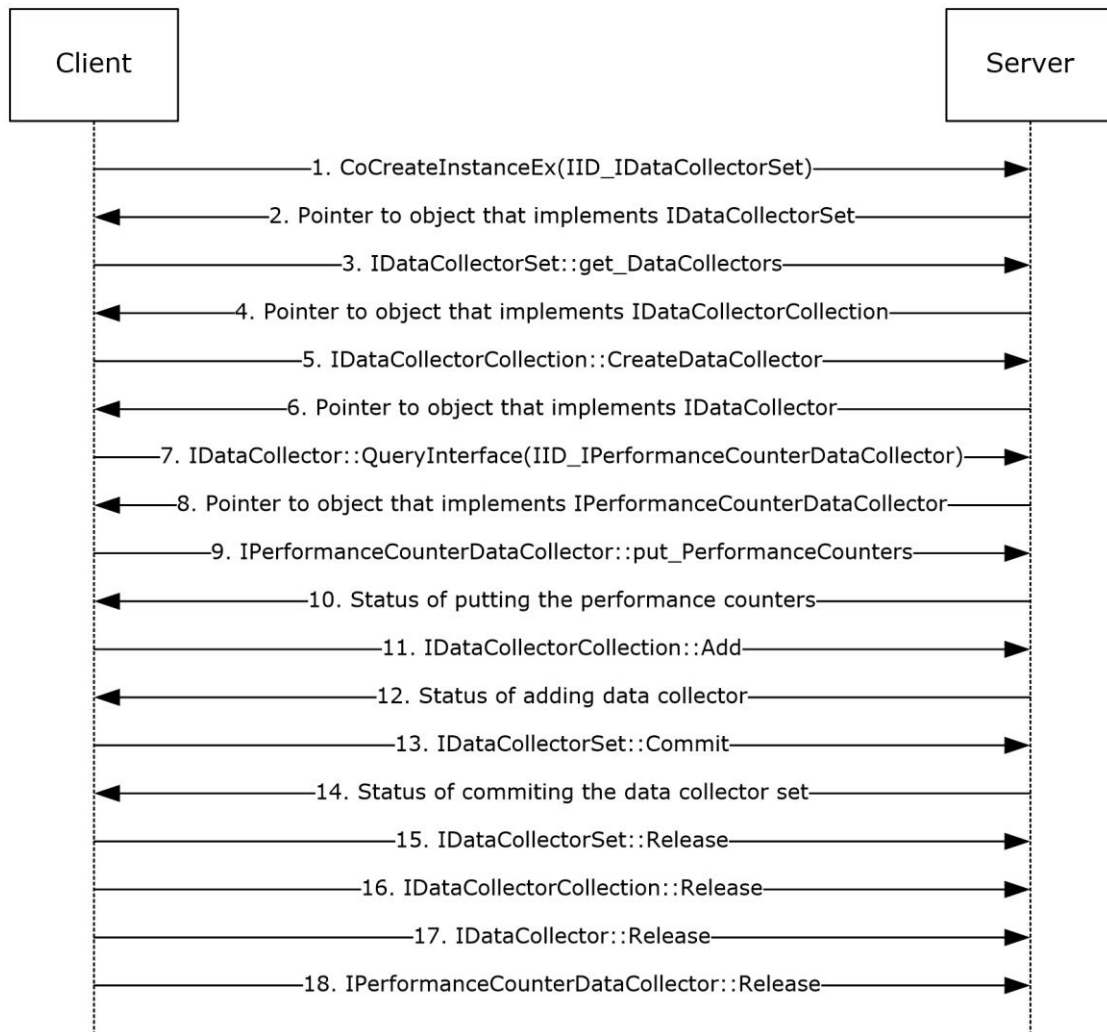 Client
Server
1. CoCreateInstanceEx(IID_IDataCollectorSet)
2. Pointer to object that implements IDataCollectorSet
3. IDataCollectorSet::get_DataCollectors
4. Pointer to object that implements IDataCollectorCollection
5. IDataCollectorCollection::CreateDataCollector
6. Pointer to object that implements IDataCollector
7. IDataCollector::QueryInterface(IID_IPerformanceCounterDataCollector)
8. Pointer to object that implements IPerformanceCounterDataCollector
9. IPerformanceCounterDataCollector::put_PerformanceCounters
10. Status of putting the performance counters
11. IDataCollectorCollection::Add
12. Status of adding data collector
13. IDataCollectorSet::Commit
14. Status of commiting the data collector set
15. IDataCollectorSet::Release
16. IDataCollectorCollection::Release
17. IDataCollector::Release
18. IPerformanceCounterDataCollector::Release